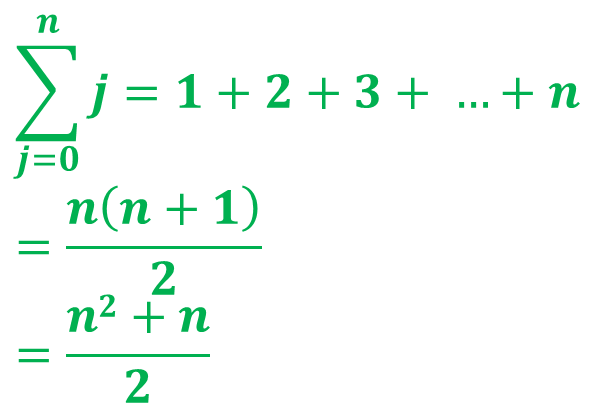 n
∑ j = 1 + 2 + 3 + … + n
j=0
= n(n + 1)
2
= n² + n
2